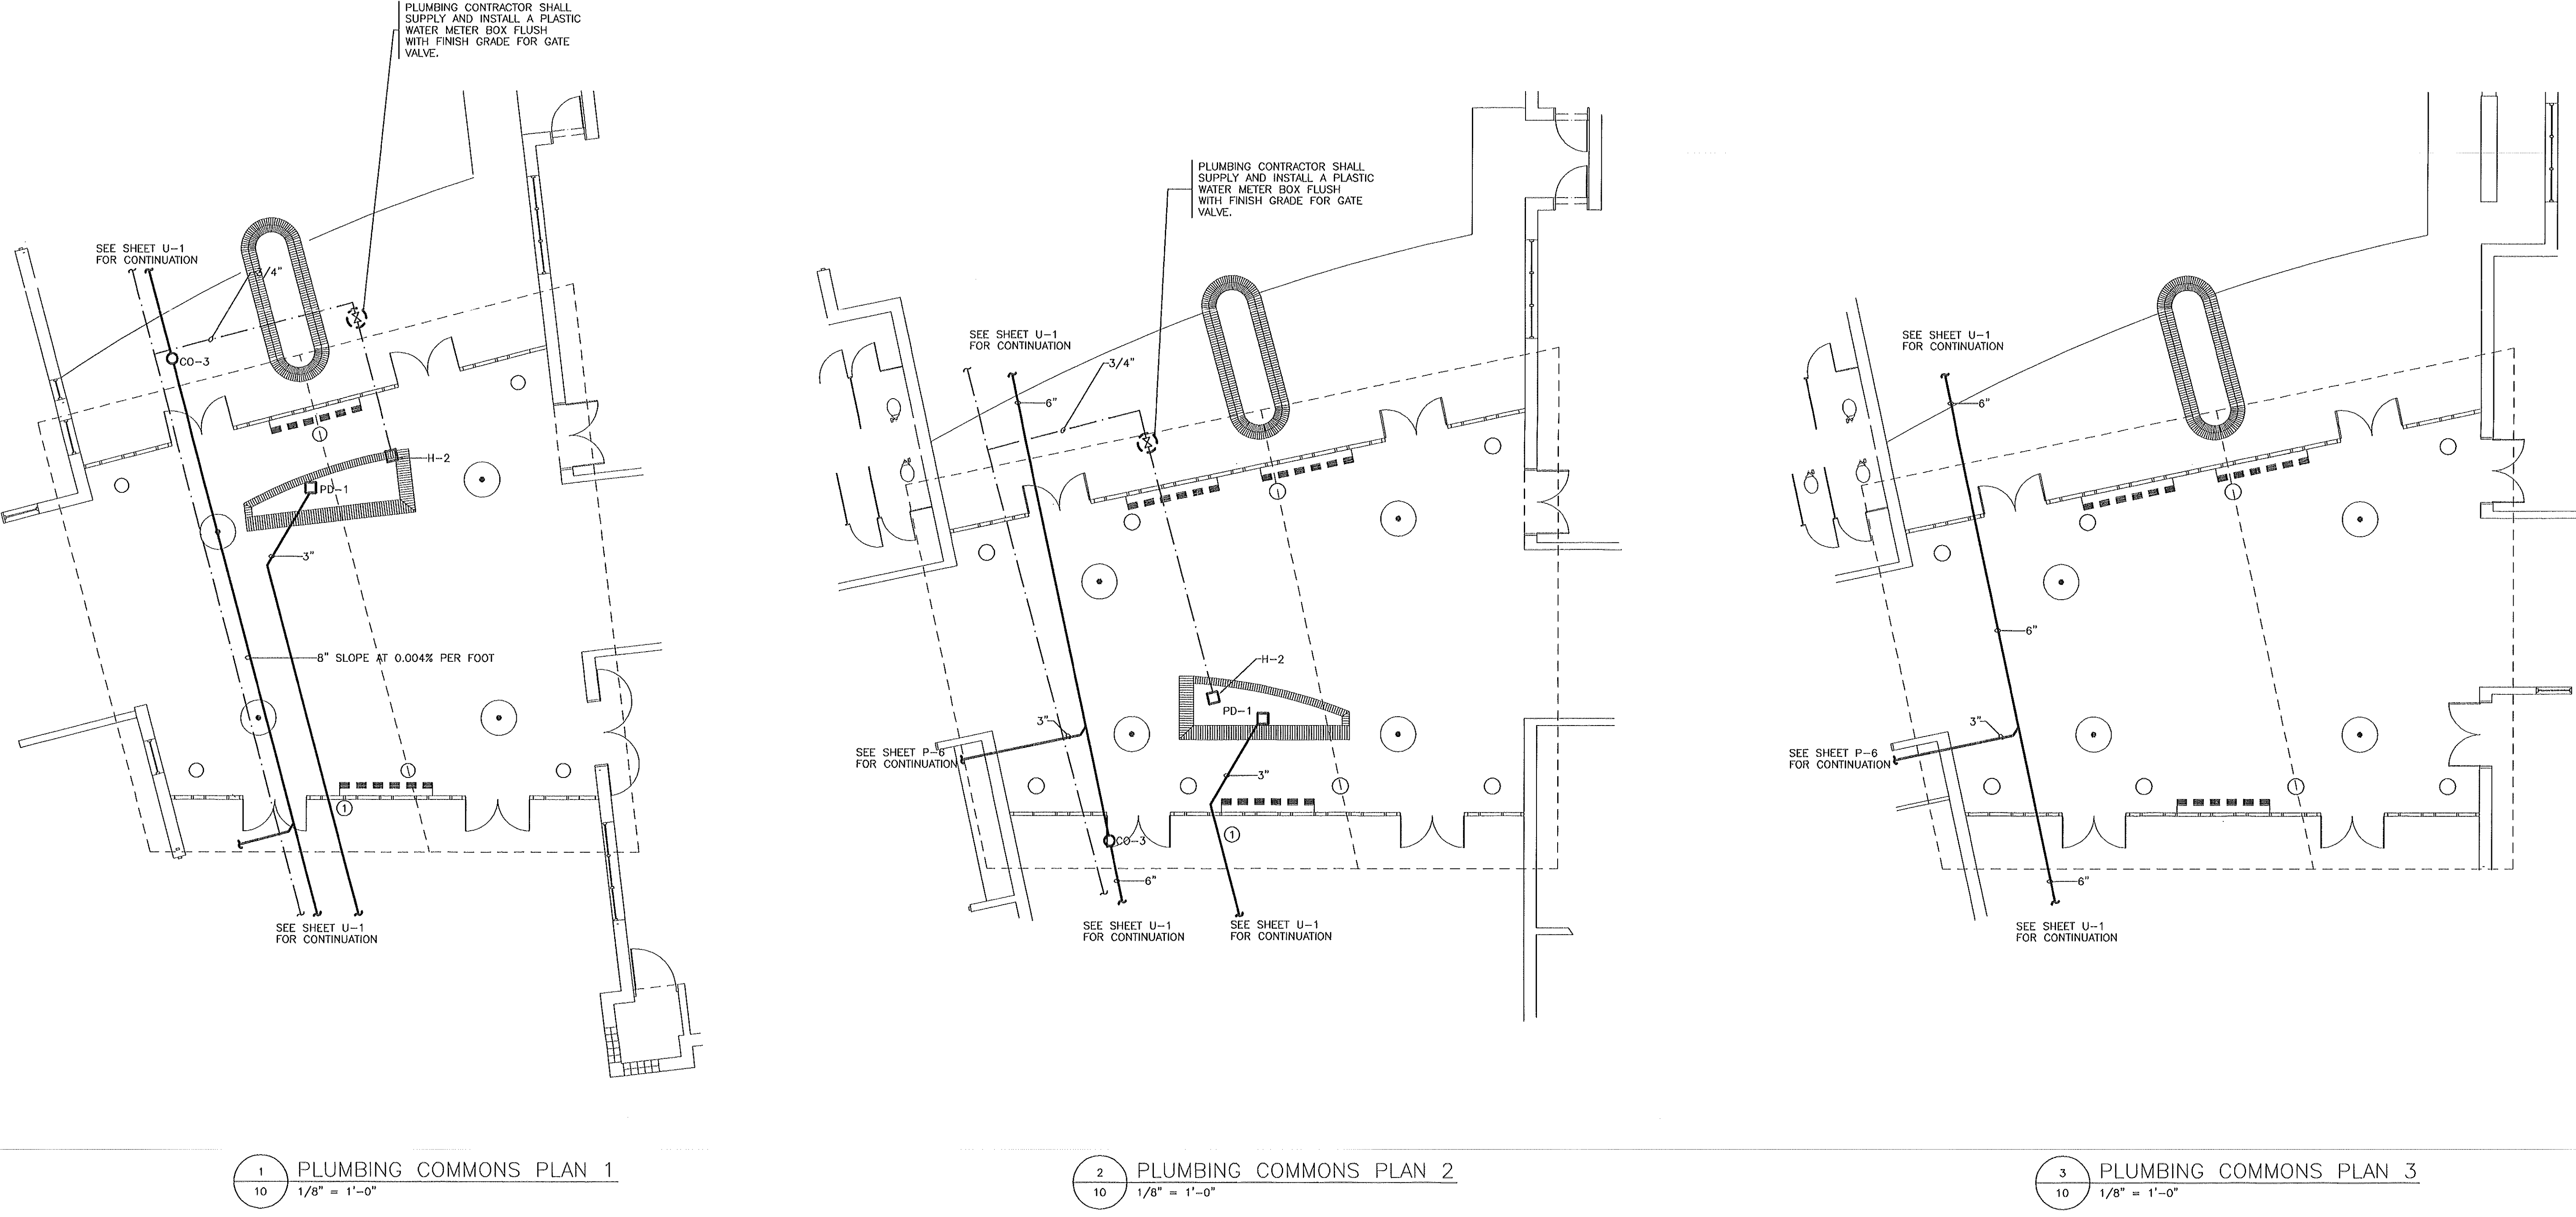 PLUMBING CONTRACTOR SHALL
SUPPLY AND INSTALL A PLASTIC
WATER METER BOX FLUSH
WITH FINISH GRADE FOR GATE
VALVE.
SEE SHEET U-1
FOR CONTINUATION
3/4"
CO-3
H-2
PD-1
3"
8" SLOPE AT 0.004% PER FOOT
1
SEE SHEET U-1
FOR CONTINUATION
1
10
PLUMBING COMMONS PLAN 1
1/8" = 1'-0"
PLUMBING CONTRACTOR SHALL
SUPPLY AND INSTALL A PLASTIC
WATER METER BOX FLUSH
WITH FINISH GRADE FOR GATE
VALVE.
SEE SHEET U-1
FOR CONTINUATION
3/4"
6"
H-2
PD-1
3"
SEE SHEET P-6
FOR CONTINUATION
3"
1
CO-3
6"
SEE SHEET U-1
FOR CONTINUATION
SEE SHEET U-1
FOR CONTINUATION
2
10
PLUMBING COMMONS PLAN 2
1/8" = 1'-0"
SEE SHEET U-1
FOR CONTINUATION
6"
6"
3"
SEE SHEET P-6
FOR CONTINUATION
6"
SEE SHEET U-1
FOR CONTINUATION
3
10
PLUMBING COMMONS PLAN 3
1/8" = 1'-0"